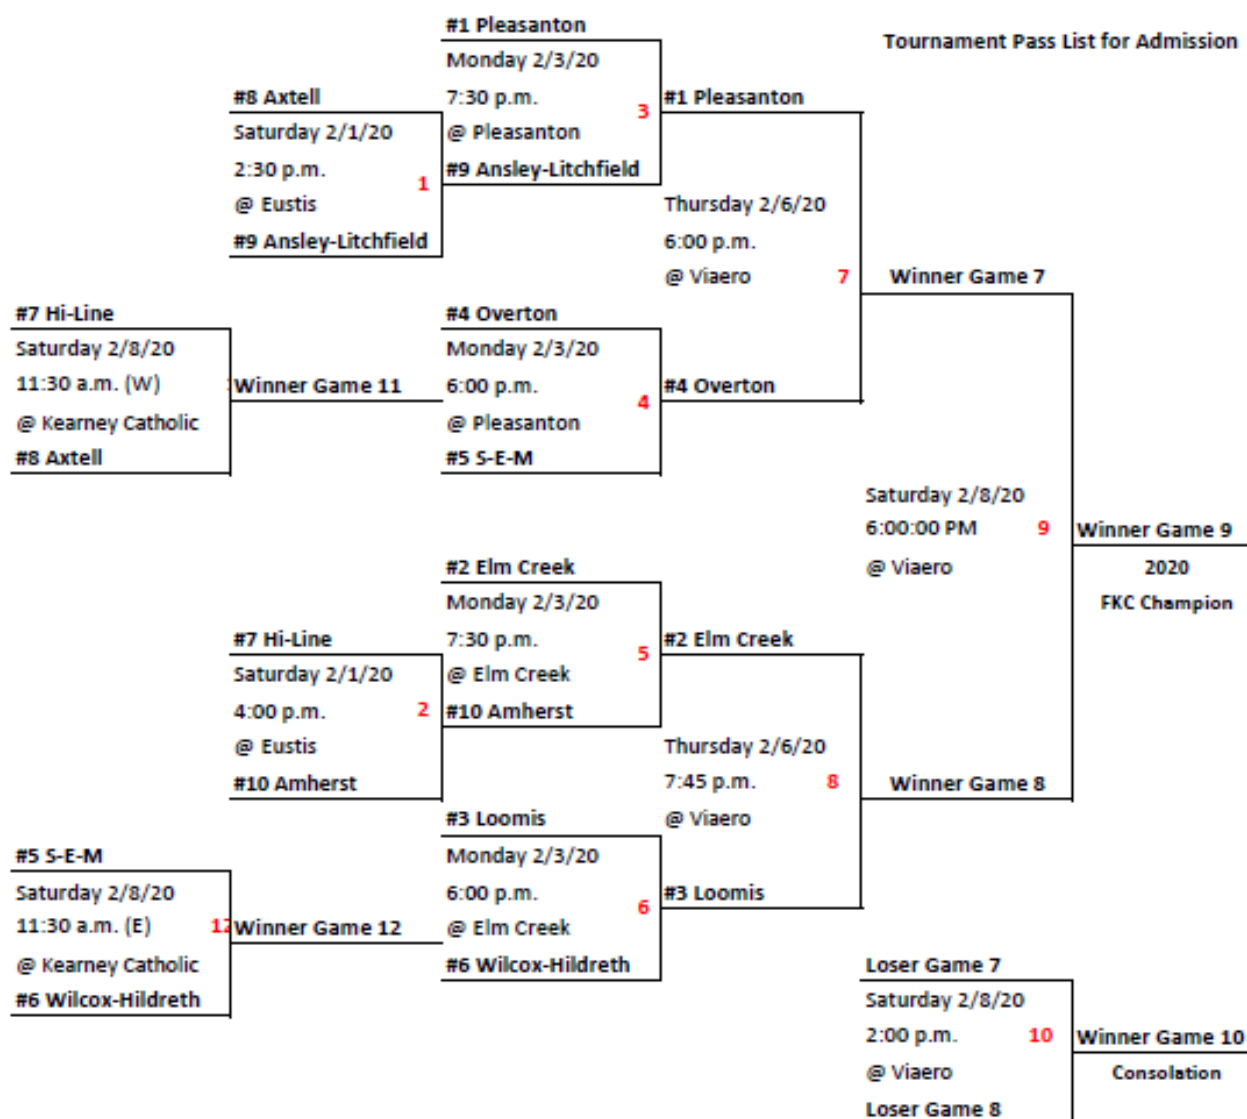 #1 Pleasanton
Tournament Pass List for Admission
Monday 2/3/20
#8 Axtell
7:30 p.m.
3
#1 Pleasanton
Saturday 2/1/20
@ Pleasanton
2:30 p.m.
1
#9 Ansley-Litchfield
@ Eustis
Thursday 2/6/20
#9 Ansley-Litchfield
6:00 p.m.
@ Viaero
7
Winner Game 7
#7 Hi-Line
#4 Overton
Saturday 2/8/20
Monday 2/3/20
11:30 a.m. (W)
Winner Game 11
6:00 p.m.
4
#4 Overton
@ Kearney Catholic
@ Pleasanton
#8 Axtell
#5 S-E-M
Saturday 2/8/20
6:00:00 PM
9
Winner Game 9
@ Viaero
2020
FKC Champion
#2 Elm Creek
Monday 2/3/20
#7 Hi-Line
7:30 p.m.
5
#2 Elm Creek
Saturday 2/1/20
@ Elm Creek
4:00 p.m.
2
#10 Amherst
@ Eustis
Thursday 2/6/20
#10 Amherst
7:45 p.m.
8
Winner Game 8
#3 Loomis
@ Viaero
#5 S-E-M
Monday 2/3/20
Saturday 2/8/20
6:00 p.m.
6
#3 Loomis
11:30 a.m. (E)
12
Winner Game 12
@ Elm Creek
@ Kearney Catholic
#6 Wilcox-Hildreth
Loser Game 7
#6 Wilcox-Hildreth
Saturday 2/8/20
2:00 p.m.
10
Winner Game 10
@ Viaero
Consolation
Loser Game 8